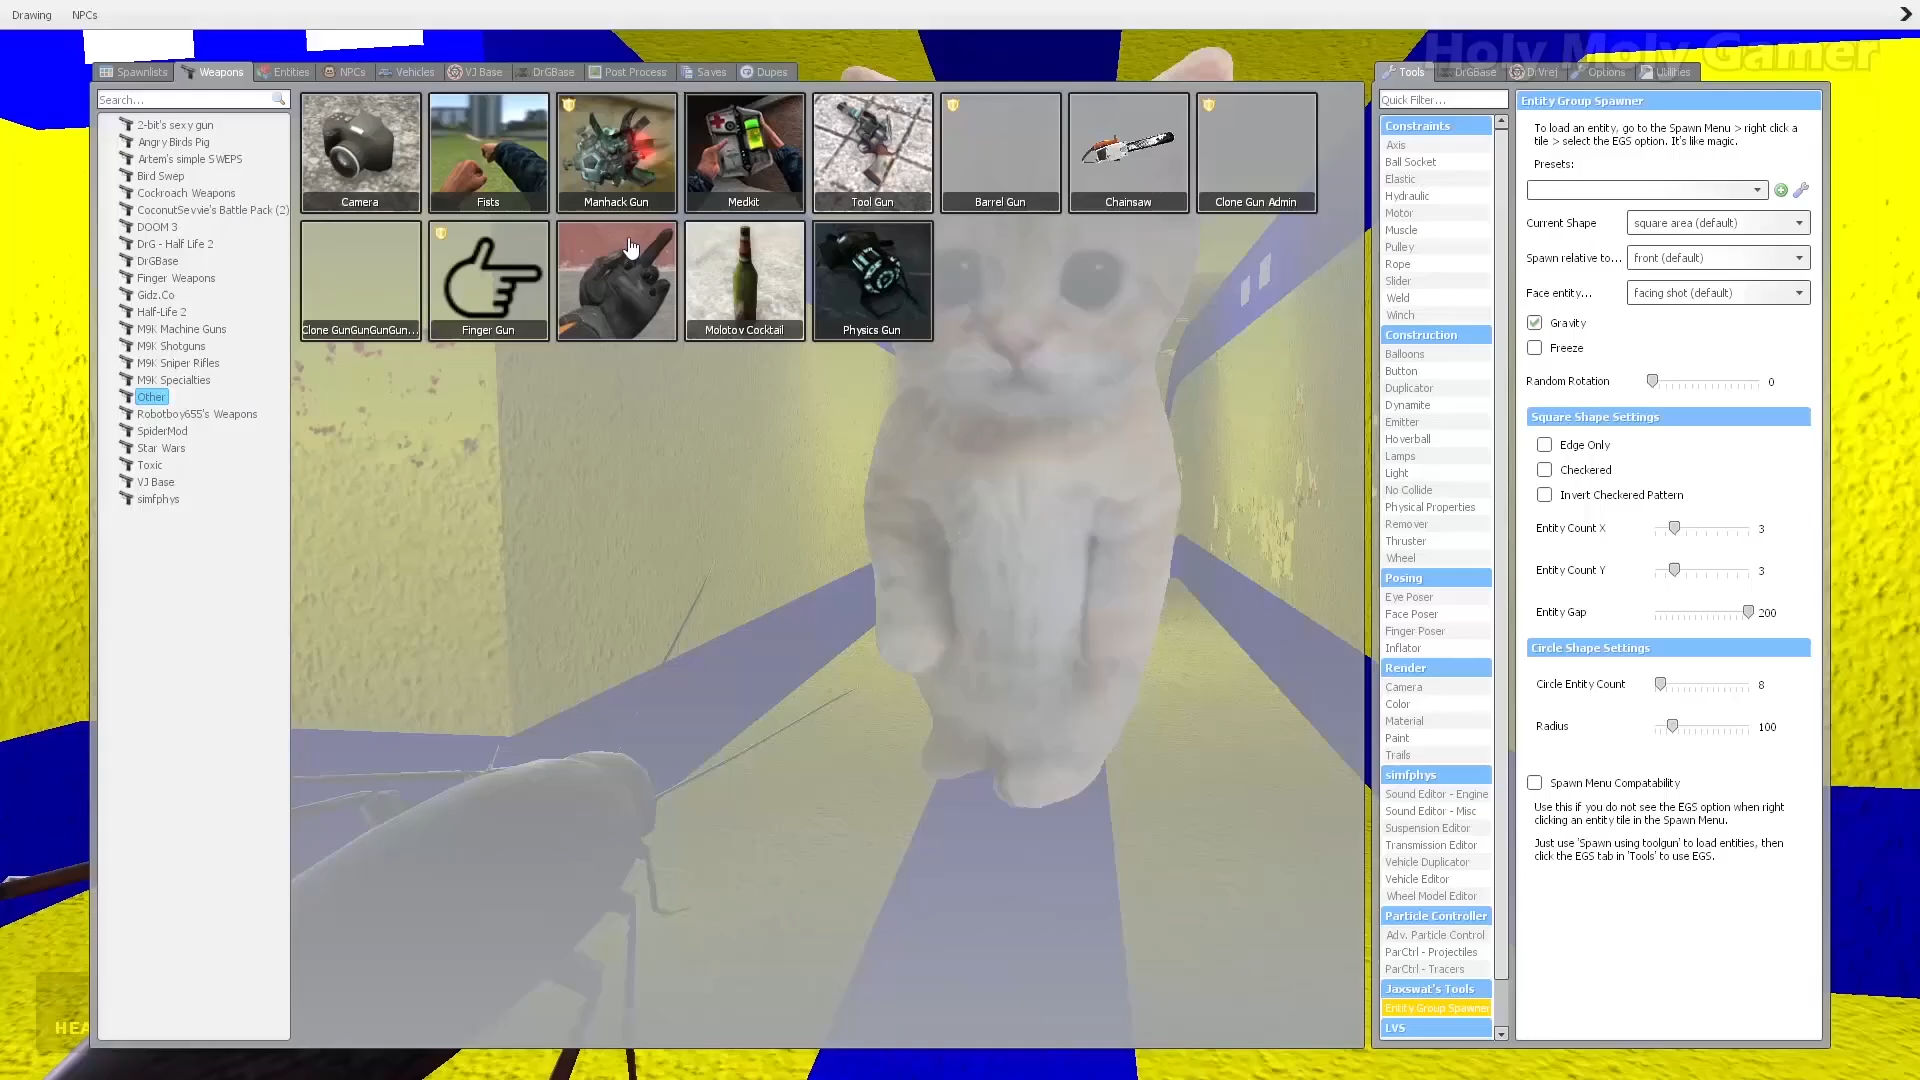 Drawing NPCs
Holy Moly Gamer
Spawnlists Weapons Entities NPCs Vehicles VJ Base DrGBase Post Process Saves Dupes
Search...
2-bit's sexy gun
Angry Birds Pig
Artem's simple SWEPS
Bird Swep
Cockroach Weapons
CoconutSevvie's Battle Pack (2)
DOOM 3
DrG - Half Life 2
DrGBase
Finger Weapons
Gidz.Co
Half-Life 2
M9K Machine Guns
M9K Shotguns
M9K Sniper Rifles
M9K Specialties
Other
Robotboy655's Weapons
SpiderMod
Star Wars
Toxic
VJ Base
simfphys
HEA
Camera Fists Manhack Gun Medkit Tool Gun Barrel Gun Chainsaw Clone Gun Admin
Clone GunGunGunGun... Finger Gun Molotov Cocktail Physics Gun
Tools DrGBase DrVrej Options Utilities
Quick Filter...
Constraints
Axis
Ball Socket
Elastic
Hydraulic
Motor
Muscle
Pulley
Rope
Slider
Weld
Winch
Construction
Balloons
Button
Duplicator
Dynamite
Emitter
Hoverball
Lamps
Light
No Collide
Physical Properties
Remover
Thruster
Wheel
Posing
Eye Poser
Face Poser
Finger Poser
Inflator
Render
Camera
Color
Material
Paint
Trails
simfphys
Sound Editor - Engine
Sound Editor - Misc
Suspension Editor
Transmission Editor
Vehicle Duplicator
Vehicle Editor
Wheel Model Editor
Particle Controller
Adv. Particle Control
ParCtrl - Projectiles
ParCtrl - Tracers
Jaxswat's Tools
Entity Group Spawner
LVS
Entity Group Spawner
To load an entity, go to the Spawn Menu > right click a
tile > select the EGS option. It's like magic.
Presets:
Current Shape square area (default)
Spawn relative to... front (default)
Face entity... facing shot (default)
Gravity
Freeze
Random Rotation 0
Square Shape Settings
Edge Only
Checkered
Invert Checkered Pattern
Entity Count X 3
Entity Count Y 3
Entity Gap 200
Circle Shape Settings
Circle Entity Count 8
Radius 100
Spawn Menu Compatability
Use this if you do not see the EGS option when right
clicking an entity tile in the Spawn Menu.
Just use 'Spawn using toolgun' to load entities, then
click the EGS tab in 'Tools' to use EGS.